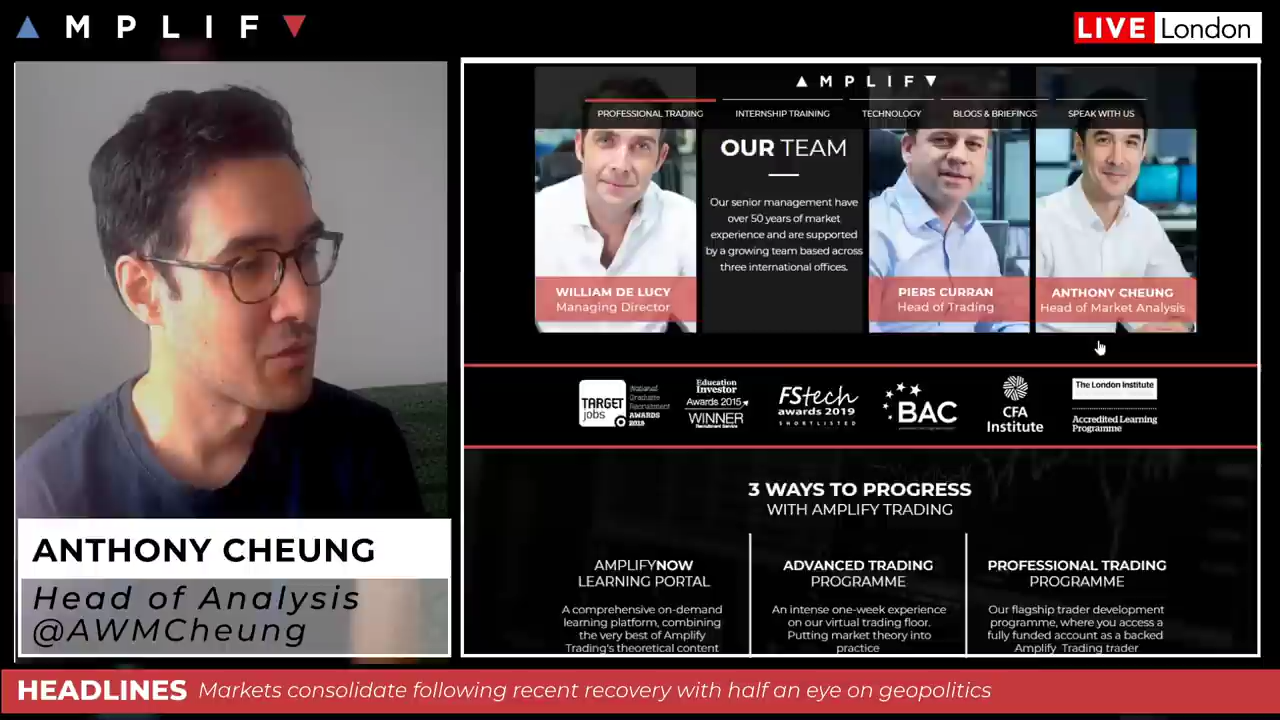 AMPLIFY
LIVE London
AMPLIFY
PROFESSIONAL TRADING
INTERNSHIP TRAINING
TECHNOLOGY
BLOGS & BRIEFINGS
SPEAK WITH US
OUR TEAM
Our senior management have
over 50 years of market
experience and are supported
by a growing team based across
three international offices.
WILLIAM DE LUCY
Managing Director
PIERS CURRAN
Head of Trading
ANTHONY CHEUNG
Head of Market Analysis
TARGET
jobs
National
Graduate
Recruitment
AWARDS
2019
Education
Investor
Awards 2015
WINNER
Recruitment Service
FStech
awards 2019
SHORTLISTED
BAC
CFA
Institute
The London Institute
Accredited Learning
Programme
3 WAYS TO PROGRESS
WITH AMPLIFY TRADING
AMPLIFYNOW
LEARNING PORTAL
A comprehensive on-demand
learning platform, combining
the very best of Amplify
Trading's theoretical content
ADVANCED TRADING
PROGRAMME
An intense one-week experience
on our virtual trading floor.
Putting market theory into
practice
PROFESSIONAL TRADING
PROGRAMME
Our flagship trader development
programme, where you access a
fully funded account as a backed
Amplify Trading trader
ANTHONY CHEUNG
Head of Analysis
@AWMCheung
HEADLINES Markets consolidate following recent recovery with half an eye on geopolitics